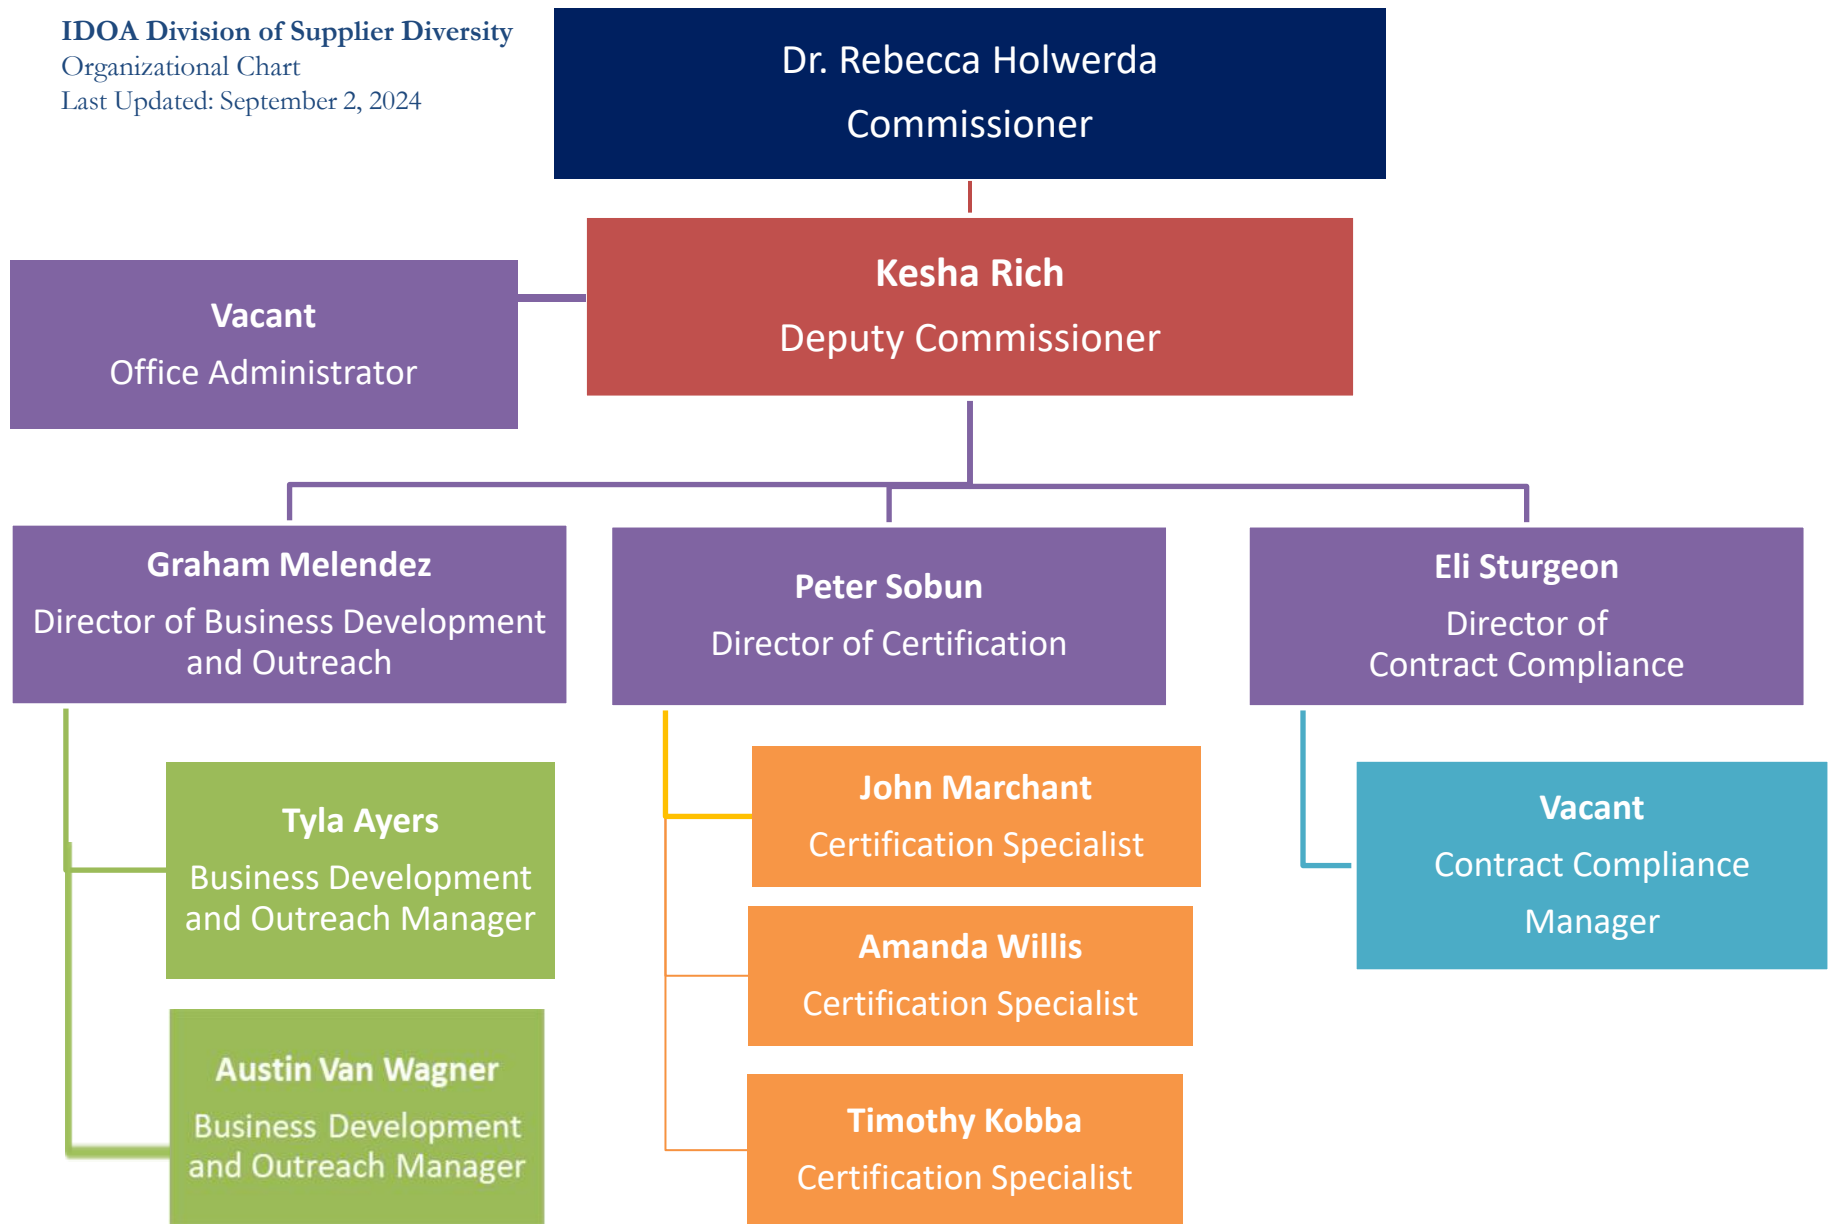 IDOA Division of Supplier Diversity
Organizational Chart
Last Updated: September 2, 2024
Dr. Rebecca Holwerda
Commissioner
Kesha Rich
Deputy Commissioner
Vacant
Office Administrator
Graham Melendez
Director of Business Development
and Outreach
Peter Sobun
Director of Certification
Eli Sturgeon
Director of
Contract Compliance
Tyla Ayers
Business Development
and Outreach Manager
Austin Van Wagner
Business Development
and Outreach Manager
John Marchant
Certification Specialist
Amanda Willis
Certification Specialist
Timothy Kobba
Certification Specialist
Vacant
Contract Compliance
Manager